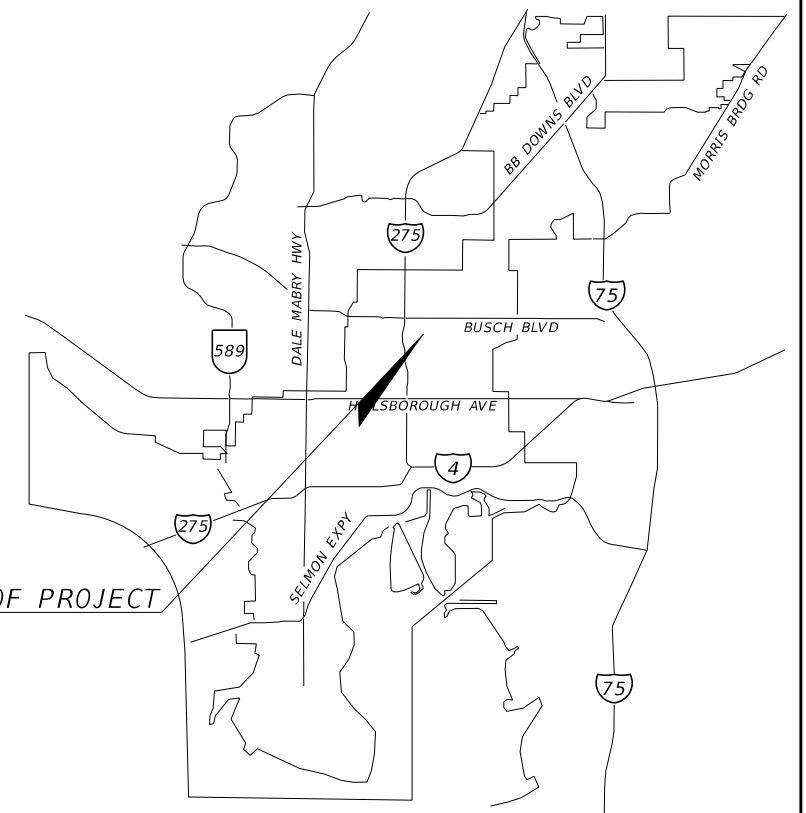 BB DOWNS BLVD
MORRIS BRDG RD
275
DALE MABRY HWY
75
BUSCH BLVD
589
HILLSBOROUGH AVE
4
275
SELMON EXPY
OF PROJECT
75